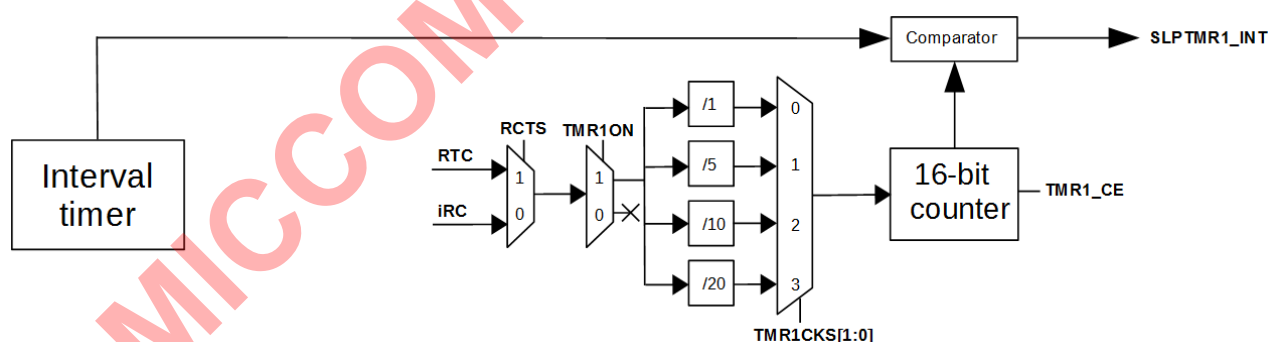 Comparator
SLPTMR1_INT
Interval
timer
RTC
iRC
RCTS
1
0
TMR1ON
1
0
/1
/5
/10
/20
0
1
2
3
TMR1CKS[1:0]
16-bit
counter
TMR1_CE
AMICCOM